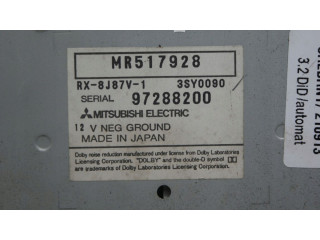 MR517928
RX-8J87V-1 3SY0090
SERIAL 97288200
MITSUBISHI ELECTRIC
12 V NEG GROUND
MADE IN JAPAN
Dolby noise reduction manufactured under license from Dolby Laboratories
Licensing Corporation. "DOLBY" and the double-D symbol
are trademarks of Dolby Laboratories Licensing Corporation.
3.2 DiD /automat